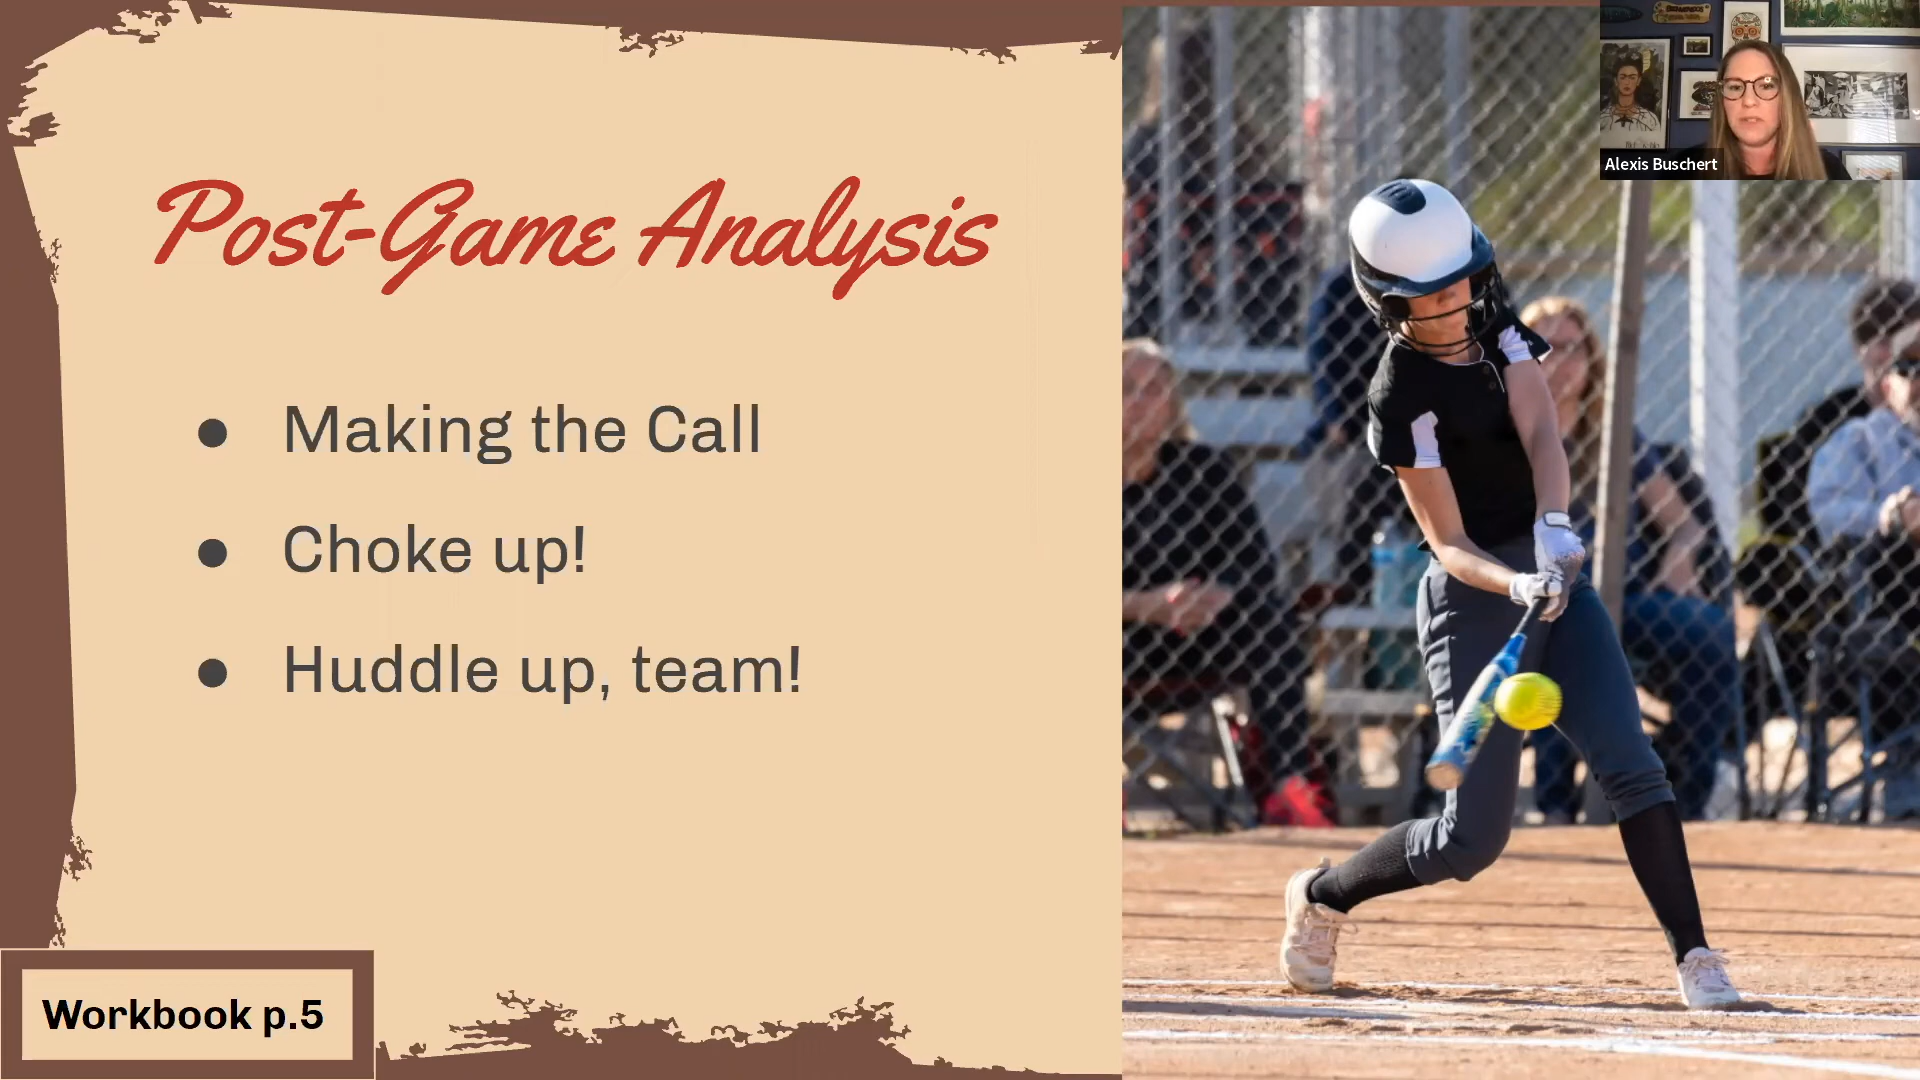 Post-Game Analysis
● Making the Call
● Choke up!
● Huddle up, team!
Workbook p.5
Alexis Buschert